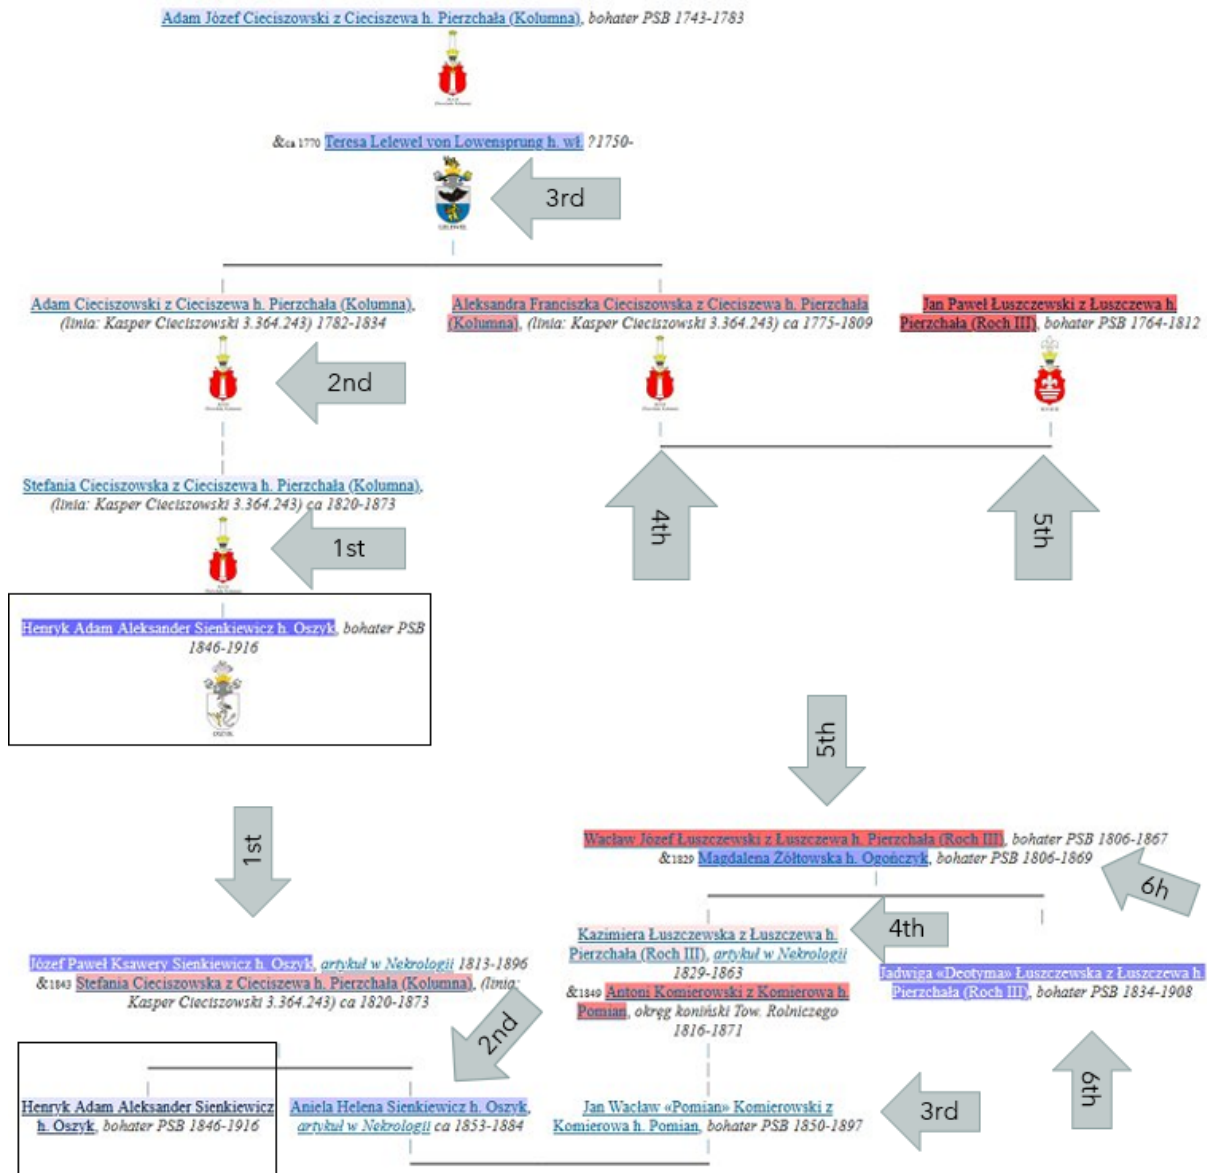 Adam Józef Cieciszowski z Cieciszewa h. Pierzchała (Kolumna), bohater PSB 1743-1783
&ca 1770 Teresa Lelewel von Lowensprung h. wł. ?1750-
LELEWEL
3rd
Adam Cieciszowski z Cieciszewa h. Pierzchała (Kolumna),
(linia: Kasper Cieciszowski 3.364.243) 1782-1834
Aleksandra Franciszka Cieciszowska z Cieciszewa h. Pierzchała
(Kolumna), (linia: Kasper Cieciszowski 3.364.243) ca 1775-1809
Jan Paweł Łuszczewski z Łuszczewa h.
Pierzchała (Roch III), bohater PSB 1764-1812
2nd
Stefania Cieciszowska z Cieciszewa h. Pierzchała (Kolumna),
(linia: Kasper Cieciszowski 3.364.243) ca 1820-1873
1st
4th
5th
Henryk Adam Aleksander Sienkiewicz h. Oszyk, bohater PSB
1846-1916
OSZYK
5th
1st
Wacław Józef Łuszczewski z Łuszczewa h. Pierzchała (Roch III), bohater PSB 1806-1867
&1829 Magdalena Żółtowska h. Ogończyk, bohater PSB 1806-1869
6h
Kazimiera Łuszczewska z Łuszczewa h.
Pierzchała (Roch III), artykuł w Nekrologii
1829-1863
&1849 Antoni Komierowski z Komierowa h.
Pomian, okręg koniński Tow. Rolniczego
1816-1871
4th
Jadwiga «Deotyma» Łuszczewska z Łuszczewa h.
Pierzchała (Roch III), bohater PSB 1834-1908
Józef Paweł Ksawery Sienkiewicz h. Oszyk, artykuł w Nekrologii 1813-1896
&1843 Stefania Cieciszowska z Cieciszewa h. Pierzchała (Kolumna), (linia:
Kasper Cieciszowski 3.364.243) ca 1820-1873
2nd
6th
Henryk Adam Aleksander Sienkiewicz
h. Oszyk, bohater PSB 1846-1916
Aniela Helena Sienkiewicz h. Oszyk,
artykuł w Nekrologii ca 1853-1884
Jan Wacław «Pomian» Komierowski z
Komierowa h. Pomian, bohater PSB 1850-1897
3rd